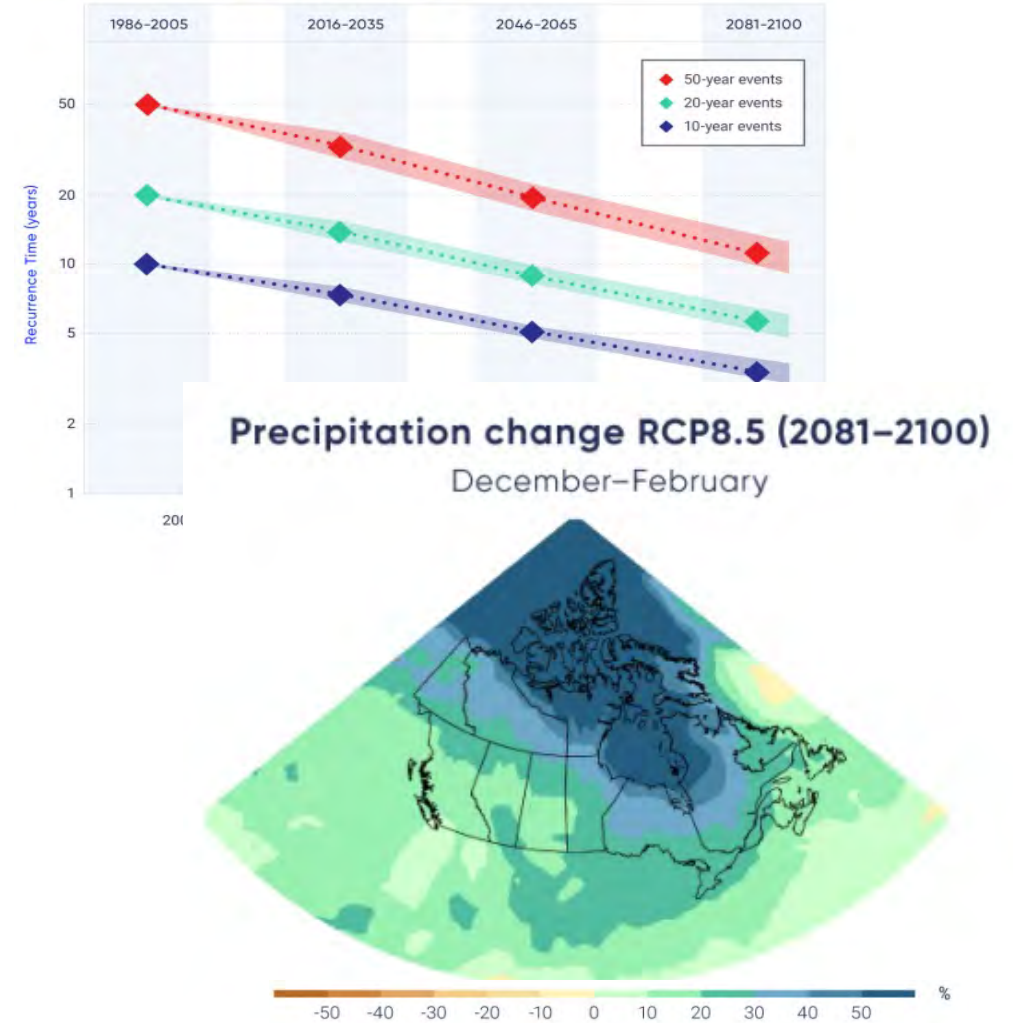 1986–2005 2016–2035 2046–2065 2081–2100
50-year events
20-year events
10-year events
Recurrence Time (years)
50
20
10
5
2
1
Precipitation change RCP8.5 (2081–2100)
December–February
%
-50 -40 -30 -20 -10 0 10 20 30 40 50